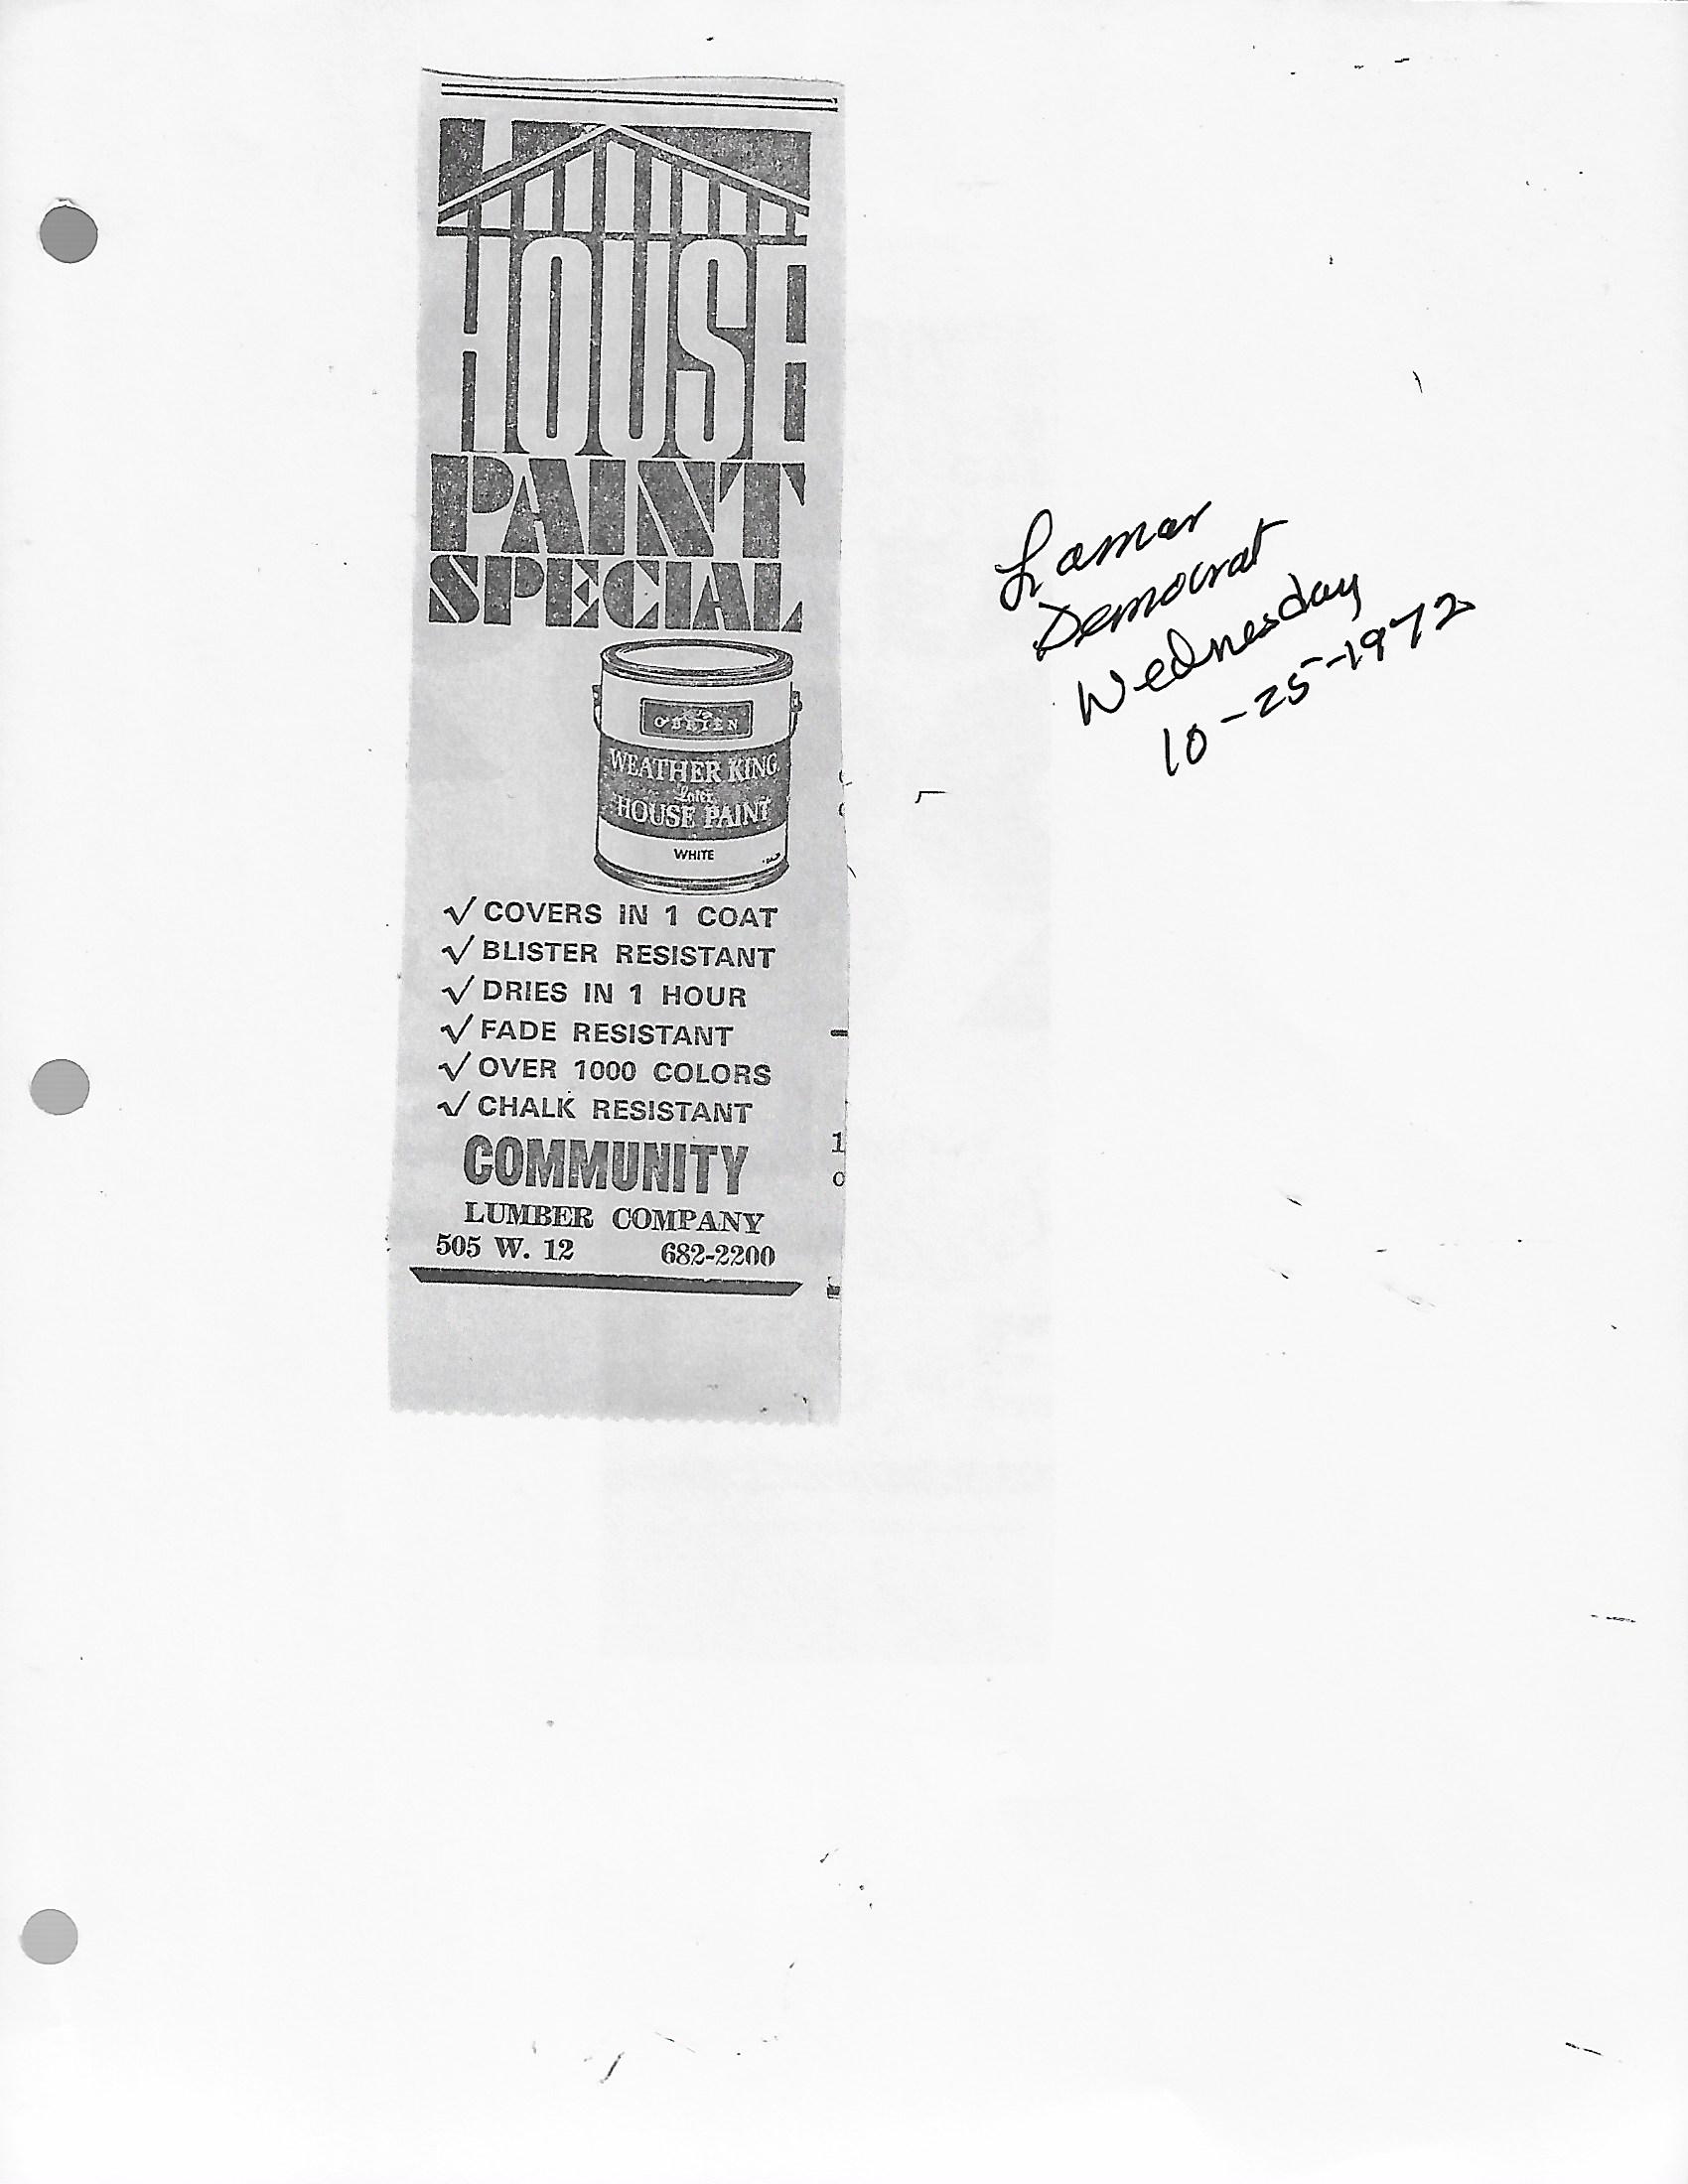 HOUSE
PAINT
SPECIAL
O'BRIEN
WEATHER KING
Latex
HOUSE PAINT
WHITE
√ COVERS IN 1 COAT
√ BLISTER RESISTANT
√ DRIES IN 1 HOUR
√ FADE RESISTANT
√ OVER 1000 COLORS
√ CHALK RESISTANT
COMMUNITY
LUMBER COMPANY
505 W. 12 682-2200
Lamar
Democrat
Wednesday
10-25-1972